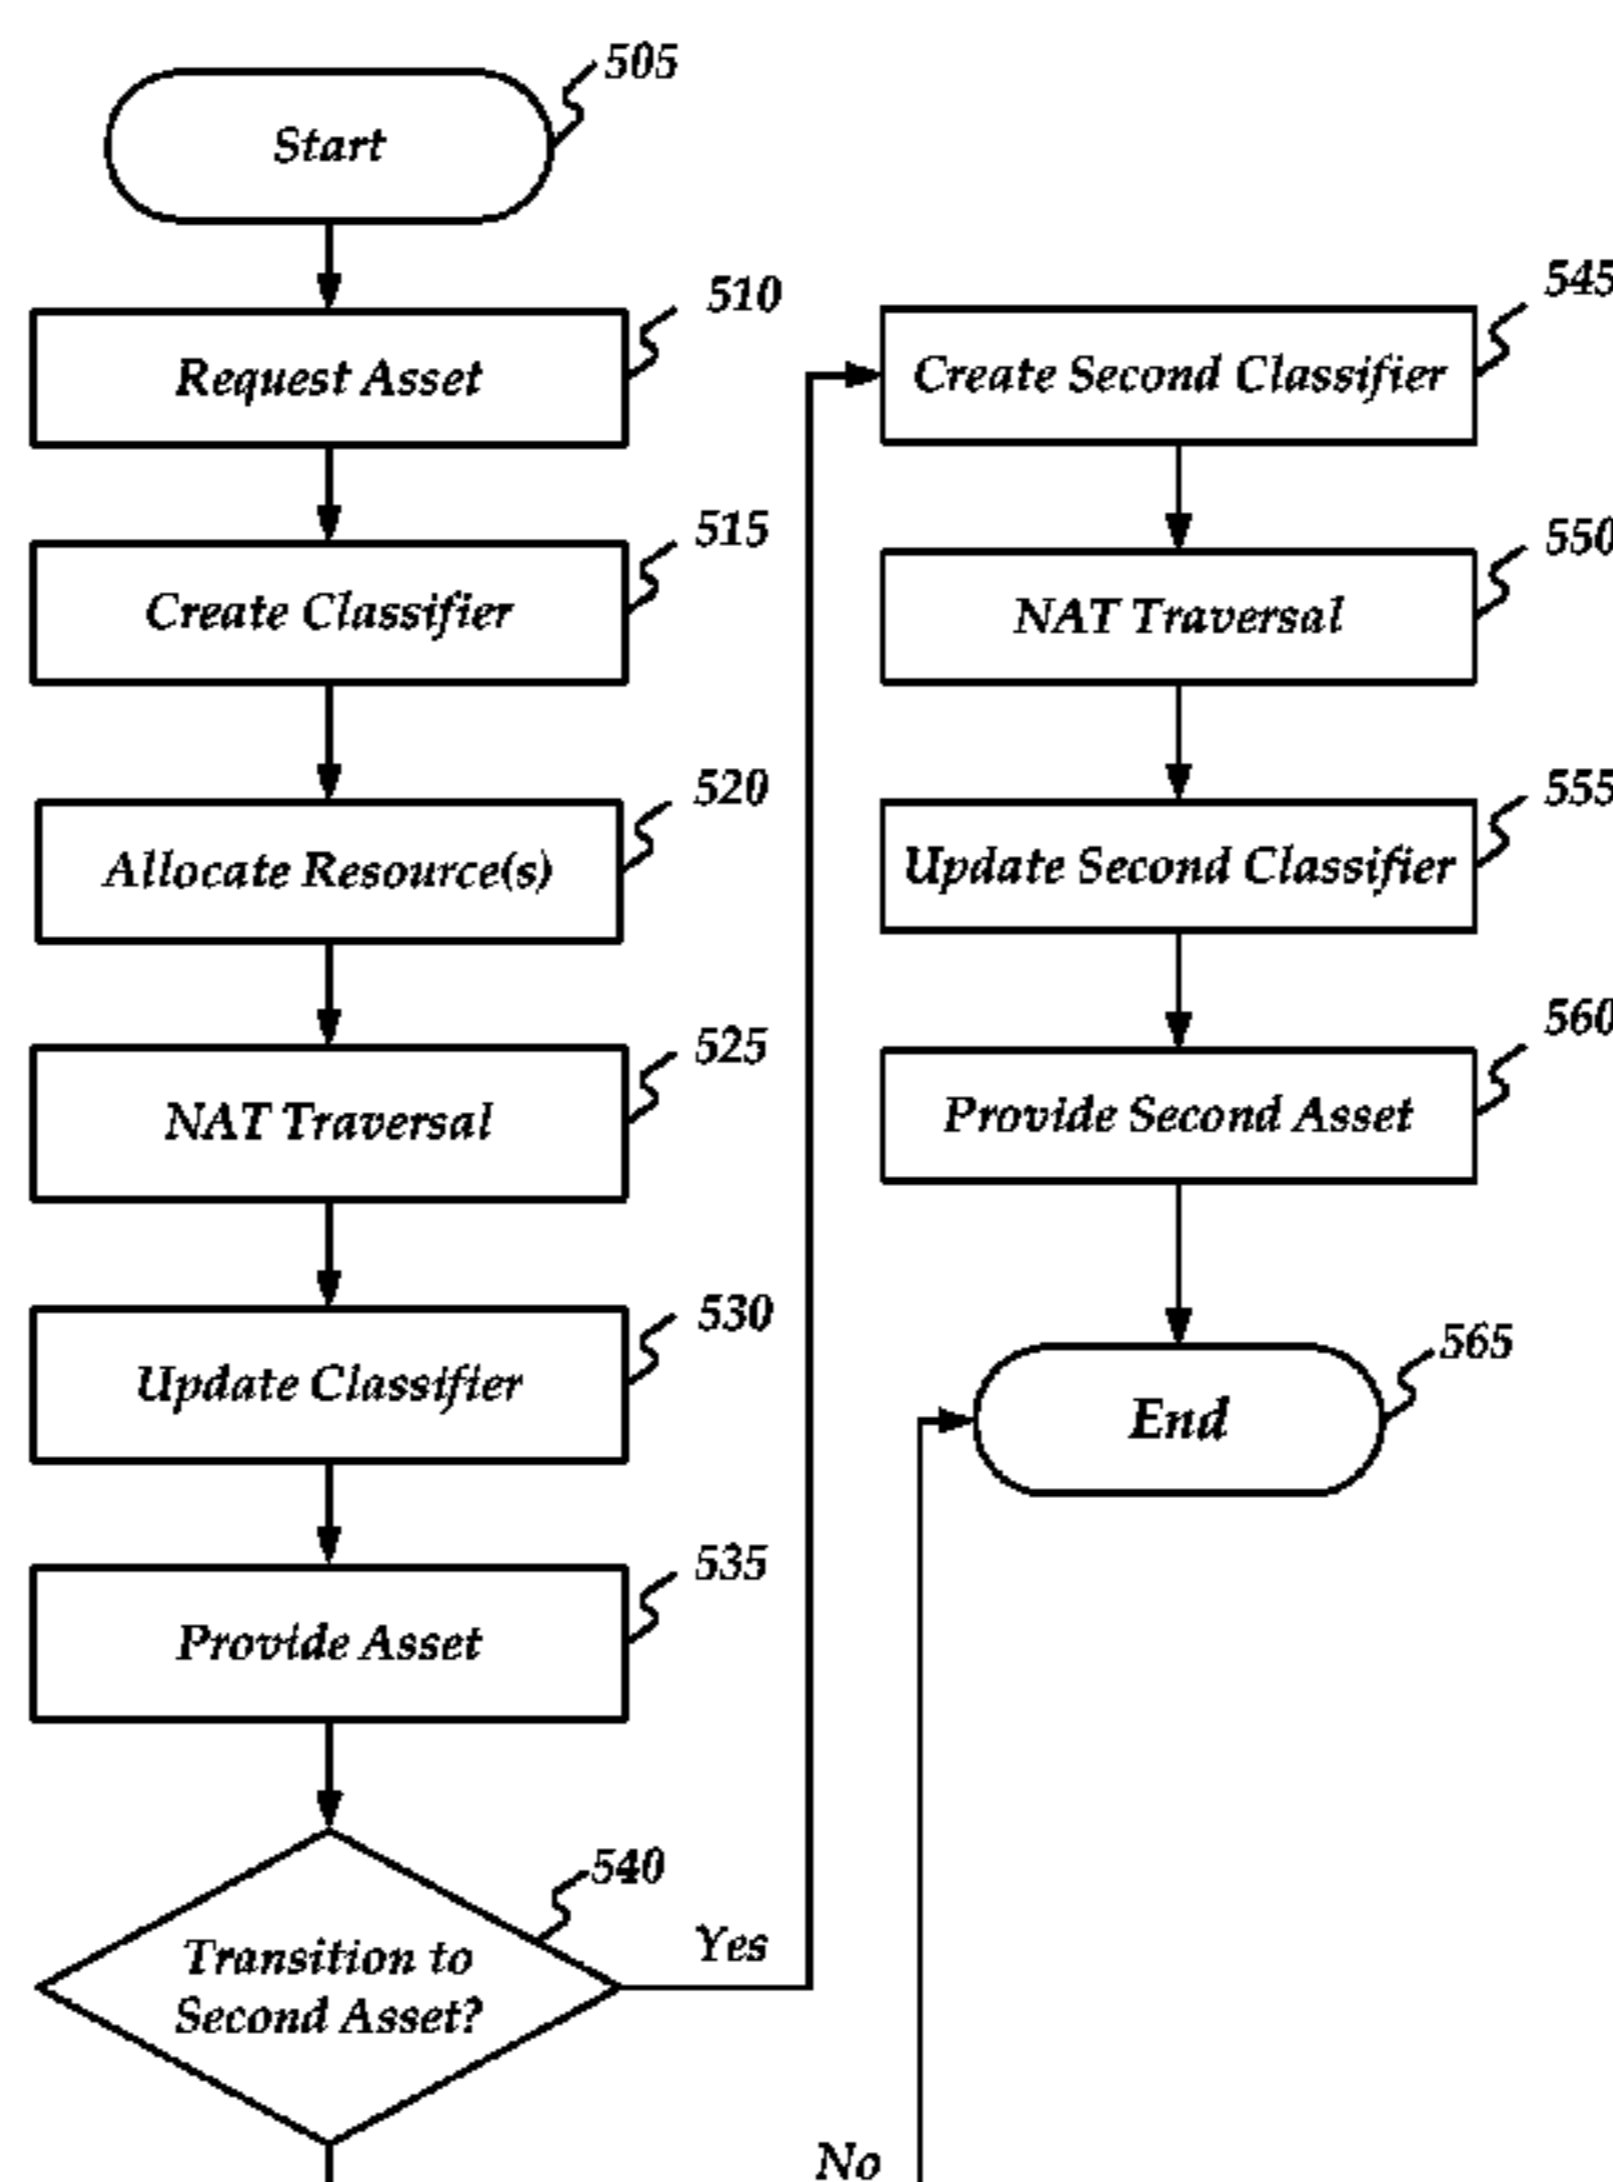 505
Start
510
Request Asset
515
Create Classifier
520
Allocate Resource(s)
525
NAT Traversal
530
Update Classifier
535
Provide Asset
540
Transition to
Second Asset?
Yes
No
545
Create Second Classifier
550
NAT Traversal
555
Update Second Classifier
560
Provide Second Asset
565
End